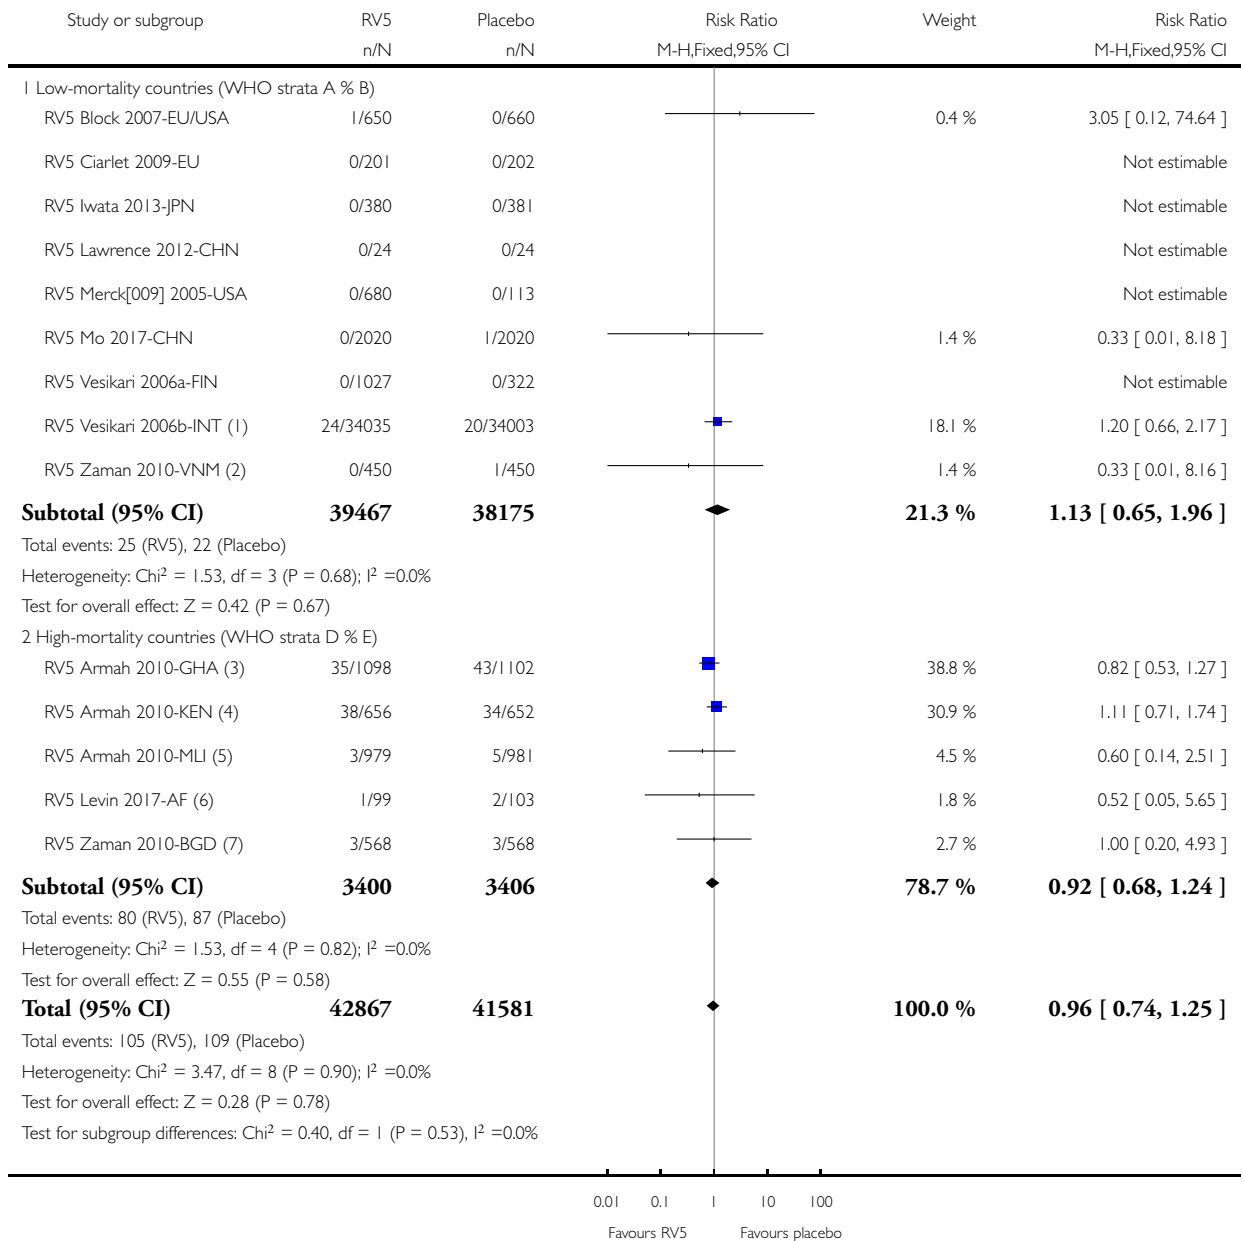 Study or subgroup RV5 Placebo Risk Ratio Weight Risk Ratio
n/N n/N M-H,Fixed,95% CI M-H,Fixed,95% CI
1 Low-mortality countries (WHO strata A % B)
RV5 Block 2007-EU/USA 1/650 0/660 0.4 % 3.05 [ 0.12, 74.64 ]
RV5 Ciarlet 2009-EU 0/201 0/202 Not estimable
RV5 Iwata 2013-JPN 0/380 0/381 Not estimable
RV5 Lawrence 2012-CHN 0/24 0/24 Not estimable
RV5 Merck[009] 2005-USA 0/680 0/113 Not estimable
RV5 Mo 2017-CHN 0/2020 1/2020 1.4 % 0.33 [ 0.01, 8.18 ]
RV5 Vesikari 2006a-FIN 0/1027 0/322 Not estimable
RV5 Vesikari 2006b-INT (1) 24/34035 20/34003 18.1 % 1.20 [ 0.66, 2.17 ]
RV5 Zaman 2010-VNM (2) 0/450 1/450 1.4 % 0.33 [ 0.01, 8.16 ]
Subtotal (95% CI) 39467 38175 21.3 % 1.13 [ 0.65, 1.96 ]
Total events: 25 (RV5), 22 (Placebo)
Heterogeneity: Chi² = 1.53, df = 3 (P = 0.68); I² =0.0%
Test for overall effect: Z = 0.42 (P = 0.67)
2 High-mortality countries (WHO strata D % E)
RV5 Armah 2010-GHA (3) 35/1098 43/1102 38.8 % 0.82 [ 0.53, 1.27 ]
RV5 Armah 2010-KEN (4) 38/656 34/652 30.9 % 1.11 [ 0.71, 1.74 ]
RV5 Armah 2010-MLI (5) 3/979 5/981 4.5 % 0.60 [ 0.14, 2.51 ]
RV5 Levin 2017-AF (6) 1/99 2/103 1.8 % 0.52 [ 0.05, 5.65 ]
RV5 Zaman 2010-BGD (7) 3/568 3/568 2.7 % 1.00 [ 0.20, 4.93 ]
Subtotal (95% CI) 3400 3406 78.7 % 0.92 [ 0.68, 1.24 ]
Total events: 80 (RV5), 87 (Placebo)
Heterogeneity: Chi² = 1.53, df = 4 (P = 0.82); I² =0.0%
Test for overall effect: Z = 0.55 (P = 0.58)
Total (95% CI) 42867 41581 100.0 % 0.96 [ 0.74, 1.25 ]
Total events: 105 (RV5), 109 (Placebo)
Heterogeneity: Chi² = 3.47, df = 8 (P = 0.90); I² =0.0%
Test for overall effect: Z = 0.28 (P = 0.78)
Test for subgroup differences: Chi² = 0.40, df = 1 (P = 0.53), I² =0.0%
0.01 0.1 1 10 100
Favours RV5 Favours placebo